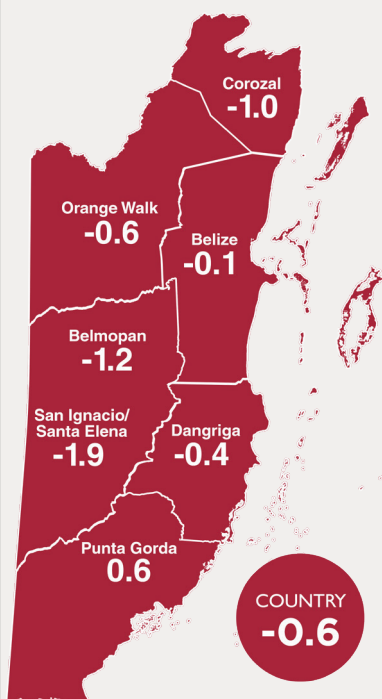 Corozal
-1.0
Orange Walk
-0.6
Belize
-0.1
Belmopan
-1.2
San Ignacio/
Santa Elena
-1.9
Dangriga
-0.4
Punta Gorda
0.6
COUNTRY
-0.6